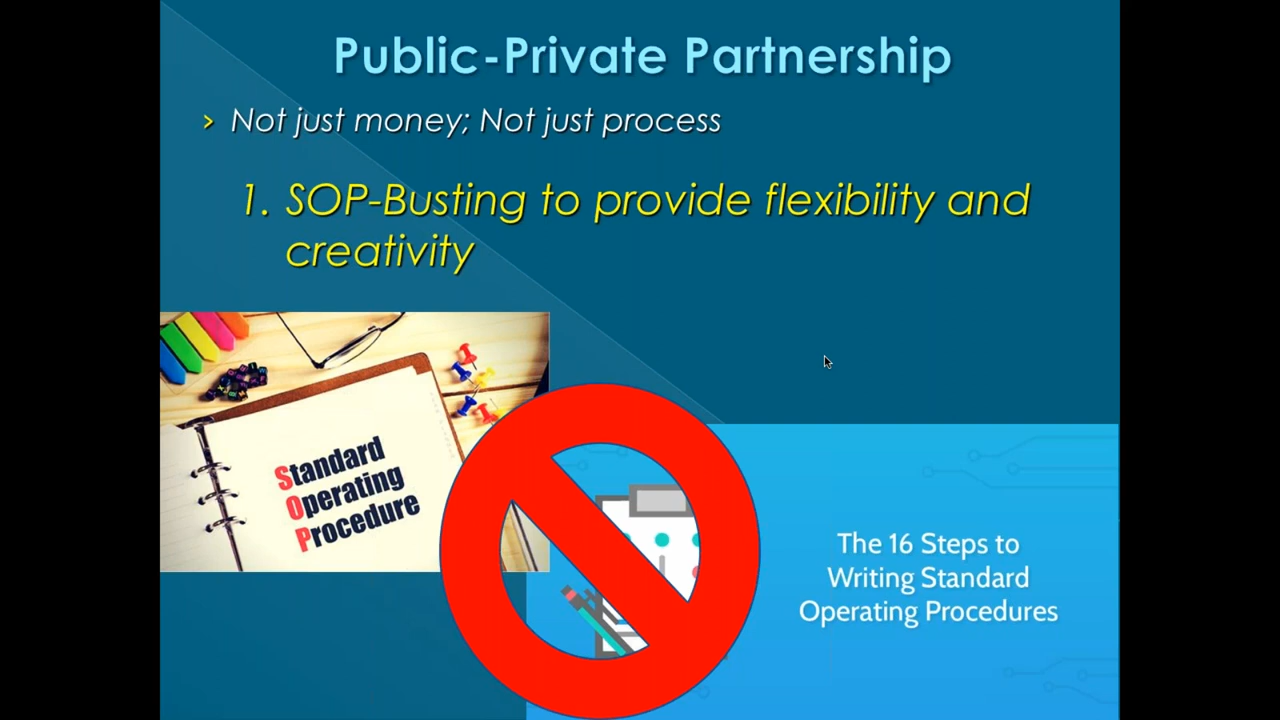 Public-Private Partnership
› Not just money; Not just process
1. SOP-Busting to provide flexibility and
creativity
Standard
Operating
Procedure
The 16 Steps to
Writing Standard
Operating Procedures